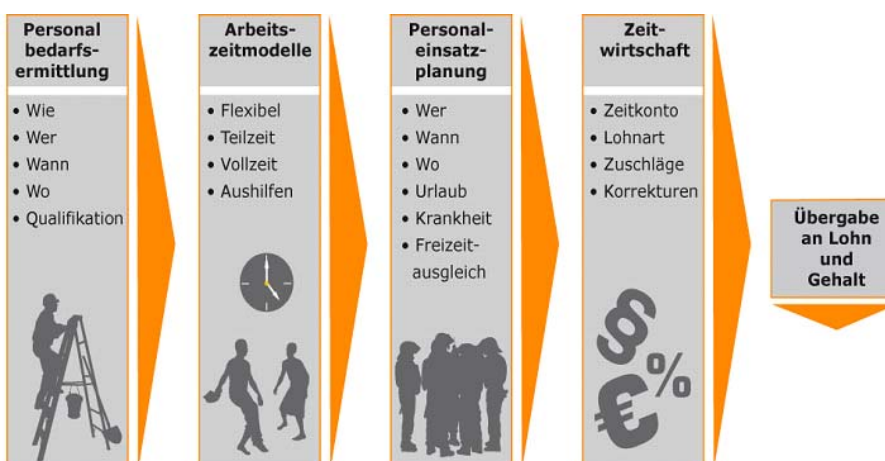 Personal
bedarfs-
ermittlung
• Wie
• Wer
• Wann
• Wo
• Qualifikation
Arbeits-
zeitmodelle
• Flexibel
• Teilzeit
• Vollzeit
• Aushilfen
Personal-
einsatz-
planung
• Wer
• Wann
• Wo
• Urlaub
• Krankheit
• Freizeit-
ausgleich
Zeit-
wirtschaft
• Zeitkonto
• Lohnart
• Zuschläge
• Korrekturen
§
€%
Übergabe
an Lohn
und
Gehalt